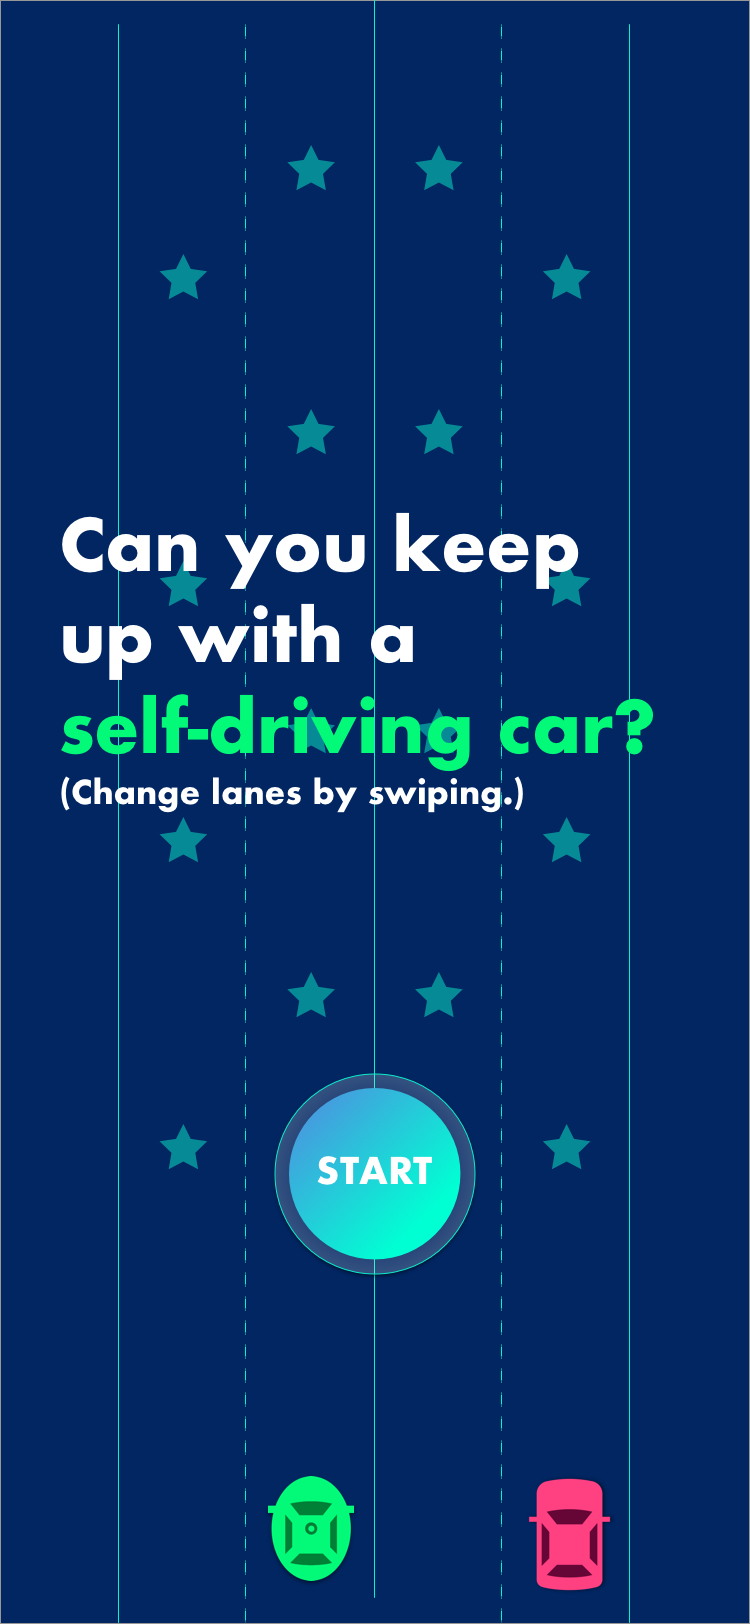 Can you keep
up with a
self-driving car?
(Change lanes by swiping.)
START